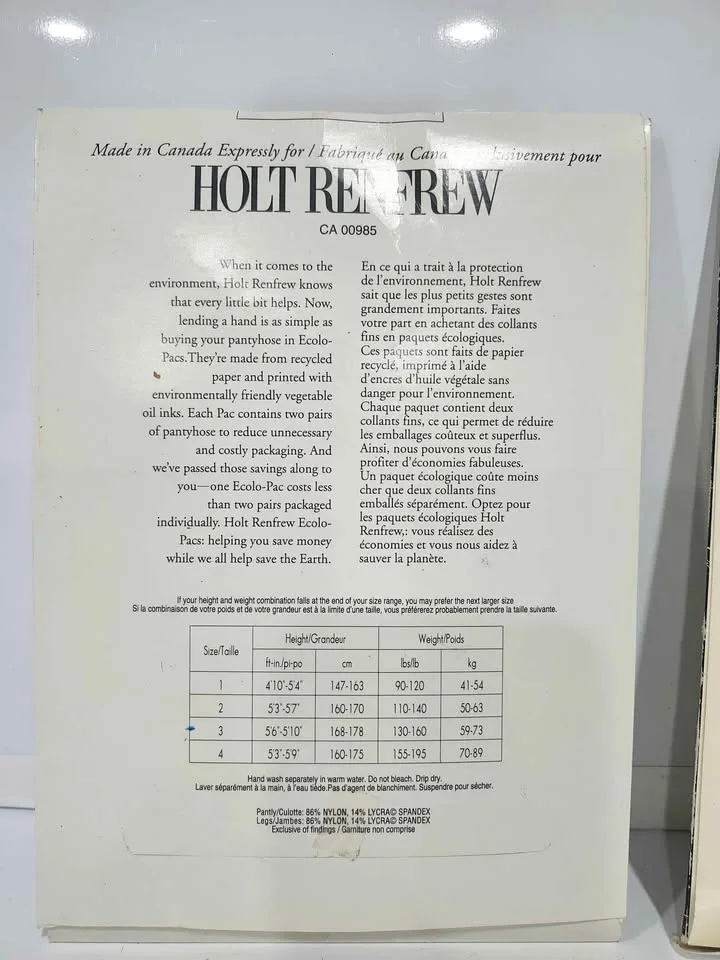 Made in Canada Expressly for / Fabriqué au Cana pour
HOLT RENFREW
CA 00985
When it comes to the
environment, Holt Renfrew knows
that every little bit helps. Now,
lending a hand is as simple as
buying your pantyhose in Ecolo-
Pacs.They're made from recycled
paper and printed with
environmentally friendly vegetable
oil inks. Each Pac contains two pairs
of pantyhose to reduce unnecessary
and costly packaging. And
we've passed those savings along to
you—one Ecolo-Pac costs less
than two pairs packaged
individually. Holt Renfrew Ecolo-
Pacs: helping you save money
while we all help save the Earth.
En ce qui a trait à la protection
de l'environnement, Holt Renfrew
sait que les plus petits gestes sont
grandement importants. Faites
votre part en achetant des collants
fins en paquets écologiques.
Ces paquets sont faits de papier
recyclé, imprimé à l'aide
d'encres d'huile végétale sans
danger pour l'environnement.
Chaque paquet contient deux
collants fins, ce qui permet de réduire
les emballages coûteux et superflus.
Ainsi, nous pouvons vous faire
profiter d'économies fabuleuses.
Un paquet écologique coûte moins
cher que deux collants fins
emballés séparément. Optez pour
les paquets écologiques Holt
Renfrew,: vous réalisez des
économies et vous nous aidez à
sauver la planète.
If your height and weight combination falls at the end of your size range, you may prefer the next larger size
Si la combinaison de votre poids et de votre grandeur est à la limite d'une taille, vous préférerez probablement prendre la taille suivante.
Size/Taille Height/Grandeur Weight/Poids
ft-in./pi-po cm lbs/lb kg
1 4'10"-5'4" 147-163 90-120 41-54
2 5'3"-5'7" 160-170 110-140 50-63
3 5'6"-5'10" 168-178 130-160 59-73
4 5'3"-5'9" 160-175 155-195 70-89
Hand wash separately in warm water. Do not bleach. Drip dry.
Laver séparément à la main, à l'eau tiède.Pas d'agent de blanchiment. Suspendre pour sécher.
Pantly/Culotte: 86% NYLON, 14% LYCRA© SPANDEX
Legs/Jambes: 86% NYLON, 14% LYCRA© SPANDEX
Exclusive of findings / Garniture non comprise